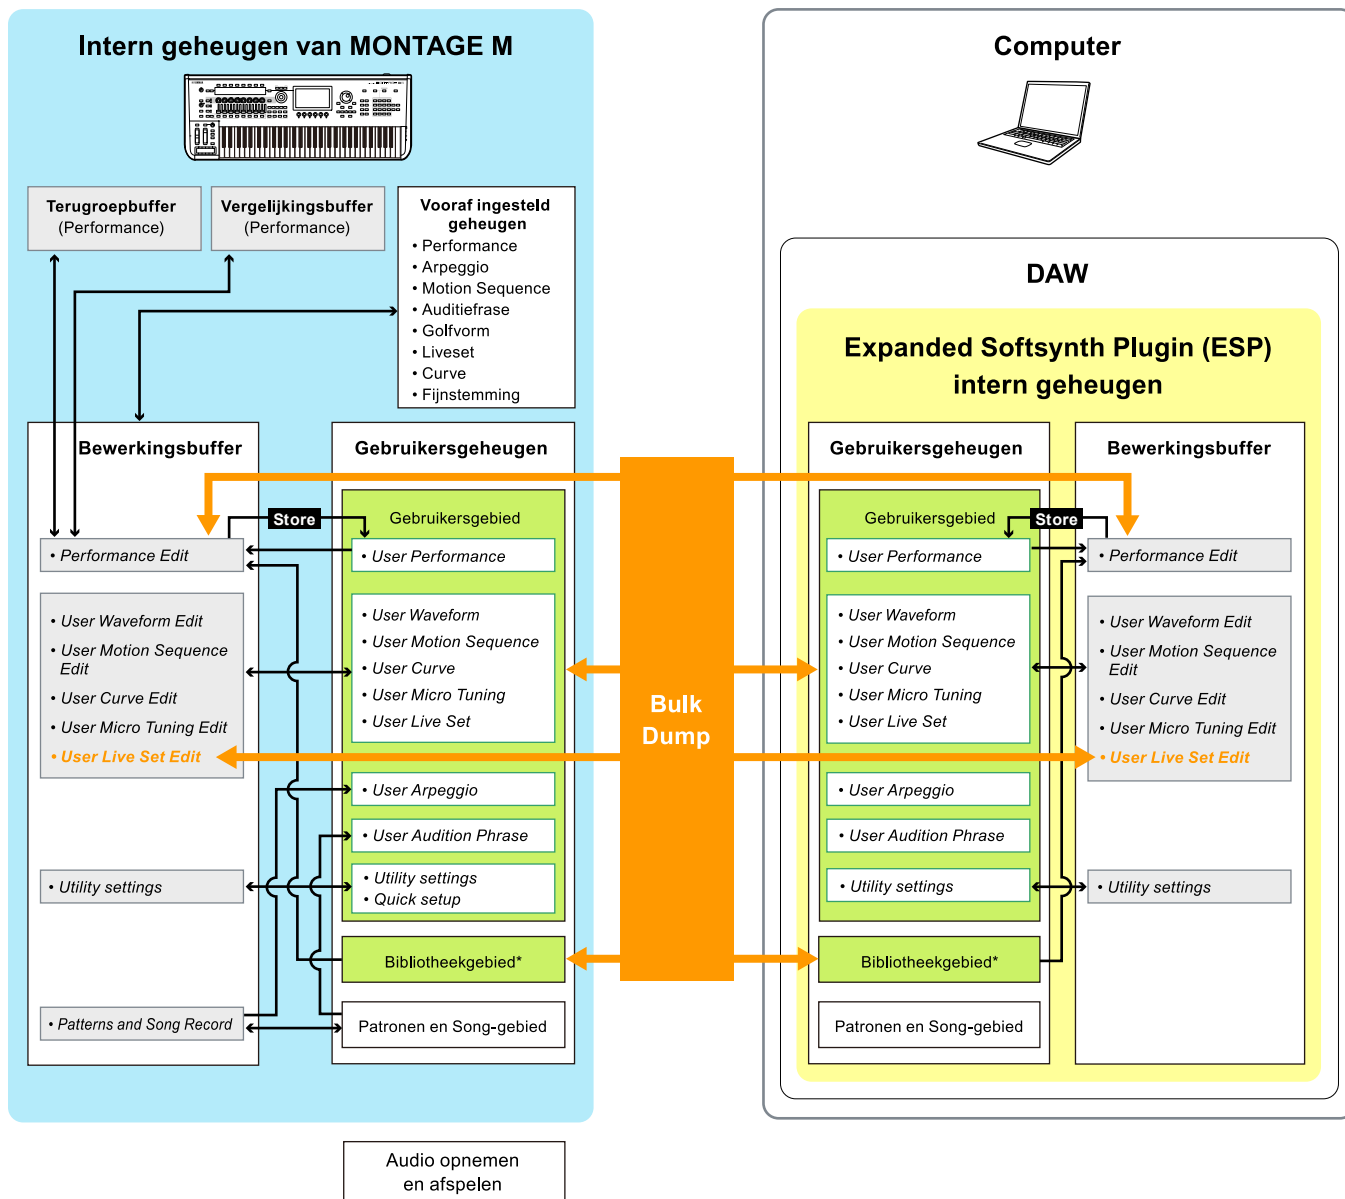 Intern geheugen van MONTAGE M
Terugroepbuffer
(Performance)
Vergelijkingsbuffer
(Performance)
Vooraf ingesteld
geheugen
• Performance
• Arpeggio
• Motion Sequence
• Auditiefrase
• Golfvorm
• Liveset
• Curve
• Fijnstemming
Bewerkingsbuffer
• Performance Edit
• User Waveform Edit
• User Motion Sequence
Edit
• User Curve Edit
• User Micro Tuning Edit
• User Live Set Edit
• Utility settings
• Patterns and Song Record
Store
Gebruikersgeheugen
Gebruikersgebied
• User Performance
• User Waveform
• User Motion Sequence
• User Curve
• User Micro Tuning
• User Live Set
• User Arpeggio
• User Audition Phrase
• Utility settings
• Quick setup
Bibliotheekgebied*
Patronen en Song-gebied
Audio opnemen
en afspelen
Bulk
Dump
Computer
DAW
Expanded Softsynth Plugin (ESP)
intern geheugen
Gebruikersgeheugen
Gebruikersgebied
• User Performance
• User Waveform
• User Motion Sequence
• User Curve
• User Micro Tuning
• User Live Set
• User Arpeggio
• User Audition Phrase
• Utility settings
Bibliotheekgebied*
Patronen en Song-gebied
Store
Bewerkingsbuffer
• Performance Edit
• User Waveform Edit
• User Motion Sequence
Edit
• User Curve Edit
• User Micro Tuning Edit
• User Live Set Edit
• Utility settings